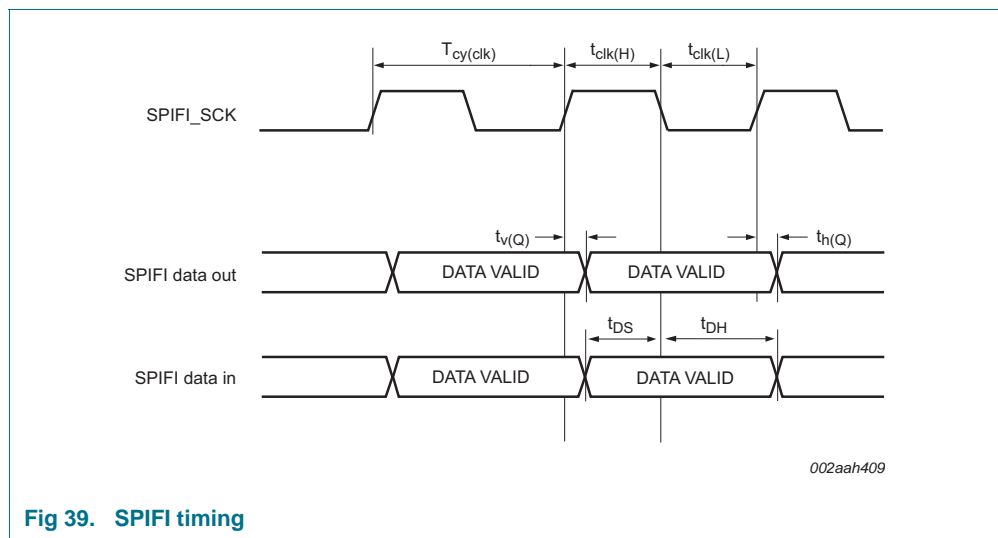 Tcy(clk) tclk(H) tclk(L)
SPIFI_SCK
tv(Q) th(Q)
SPIFI data out DATA VALID DATA VALID
tDS tDH
SPIFI data in DATA VALID DATA VALID
002aah409
Fig 39. SPIFI timing